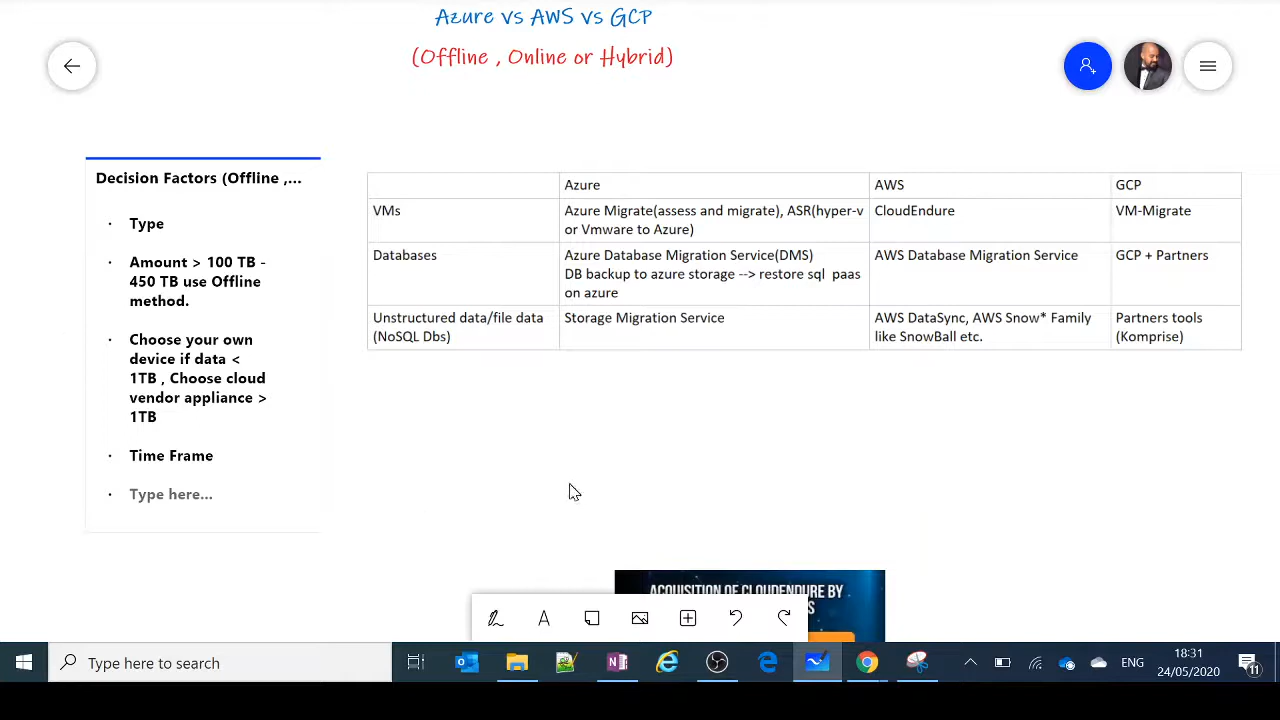 Azure vs AWS vs GCP
(Offline , Online or Hybrid)
Decision Factors (Offline ,...
· Type
· Amount > 100 TB -
450 TB use Offline
method.
· Choose your own
device if data <
1TB , Choose cloud
vendor appliance >
1TB
· Time Frame
· Type here...
Azure AWS GCP
VMs Azure Migrate(assess and migrate), ASR(hyper-v CloudEndure VM-Migrate
or Vmware to Azure)
Databases Azure Database Migration Service(DMS) AWS Database Migration Service GCP + Partners
DB backup to azure storage --> restore sql paas
on azure
Unstructured data/file data Storage Migration Service AWS DataSync, AWS Snow* Family Partners tools
(NoSQL Dbs) like SnowBall etc. (Komprise)
ACQUISITION OF CLOUDENDURE BY
A
Type here to search
ENG
18:31
24/05/2020
11